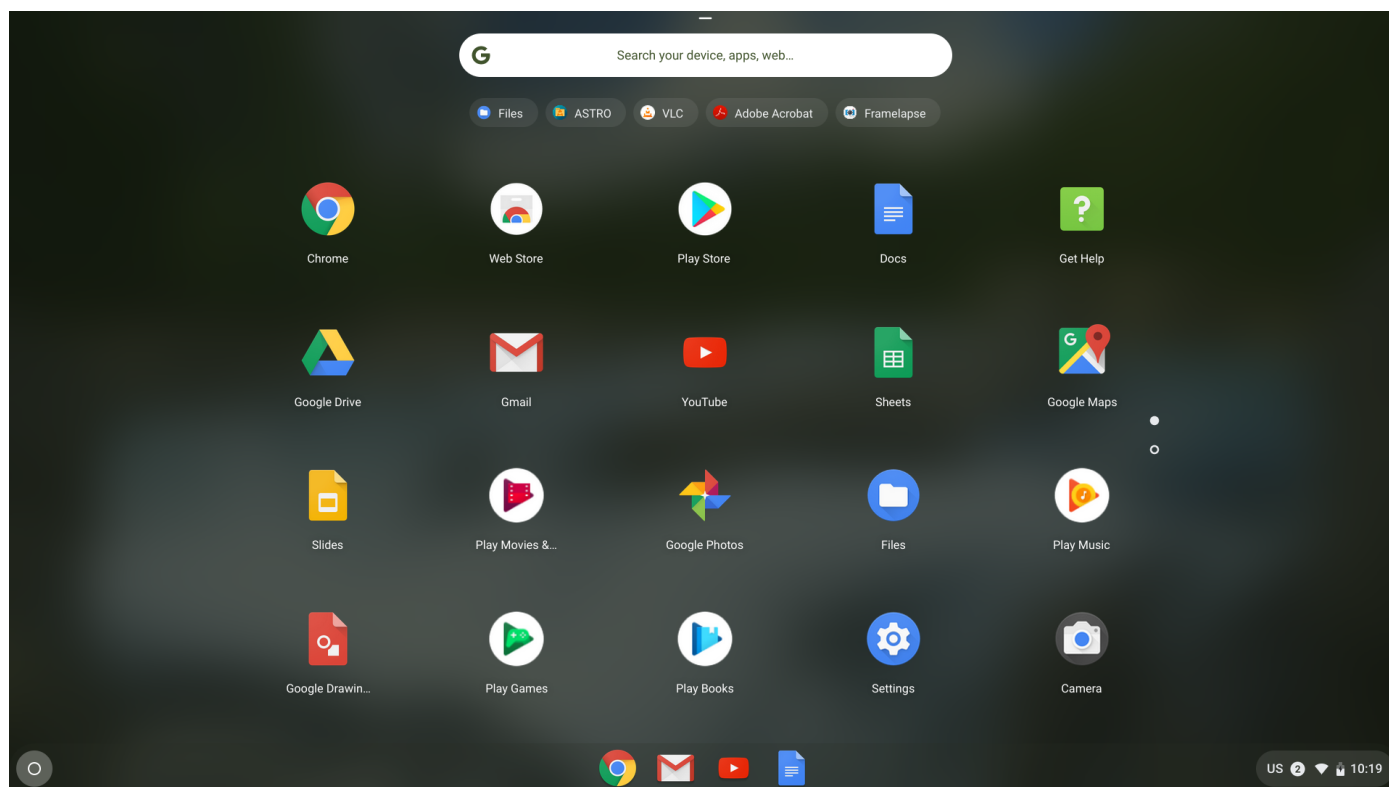 Search your device, apps, web...
Files ASTRO VLC Adobe Acrobat Framelapse
Chrome Web Store Play Store Docs Get Help
Google Drive Gmail YouTube Sheets Google Maps
Slides Play Movies &... Google Photos Files Play Music
Google Drawin... Play Games Play Books Settings Camera
US 2 10:19